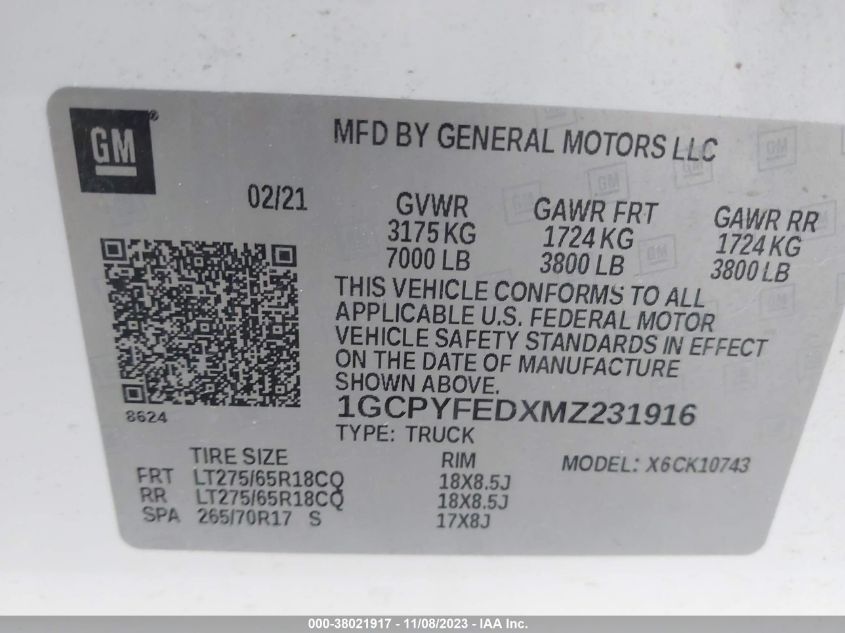 GM®
MFD BY GENERAL MOTORS LLC
02/21
GVWR GAWR FRT GAWR RR
3175 KG 1724 KG 1724 KG
7000 LB 3800 LB 3800 LB
THIS VEHICLE CONFORMS TO ALL
APPLICABLE U.S. FEDERAL MOTOR
VEHICLE SAFETY STANDARDS IN EFFECT
ON THE DATE OF MANUFACTURE
SHOWN ABOVE.
8624
1GCPYFEDXMZ231916
TYPE: TRUCK
TIRE SIZE RIM MODEL: X6CK10743
FRT LT275/65R18CQ 18X8.5J
RR LT275/65R18CQ 18X8.5J
SPA 265/70R17 S 17X8J
000-38021917 - 11/08/2023 - IAA Inc.